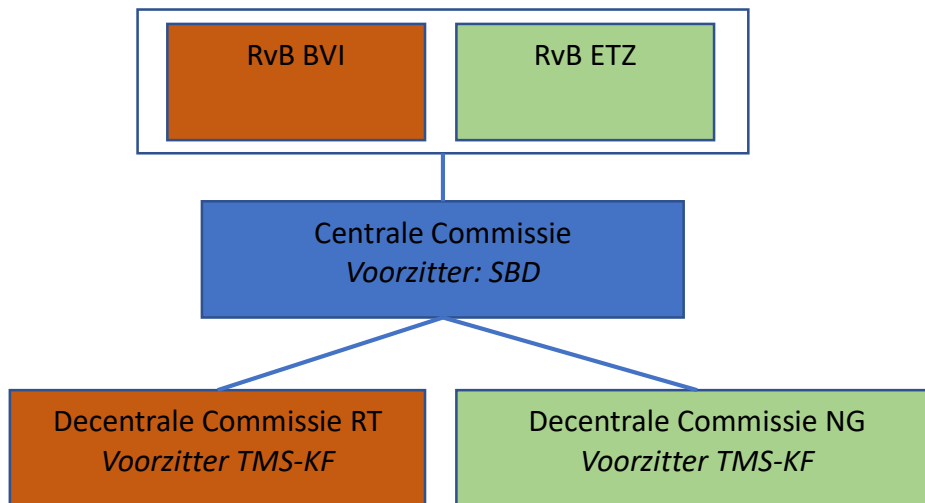 RvB BVI
RvB ETZ
Centrale Commissie
Voorzitter: SBD
Decentrale Commissie RT
Voorzitter TMS-KF
Decentrale Commissie NG
Voorzitter TMS-KF